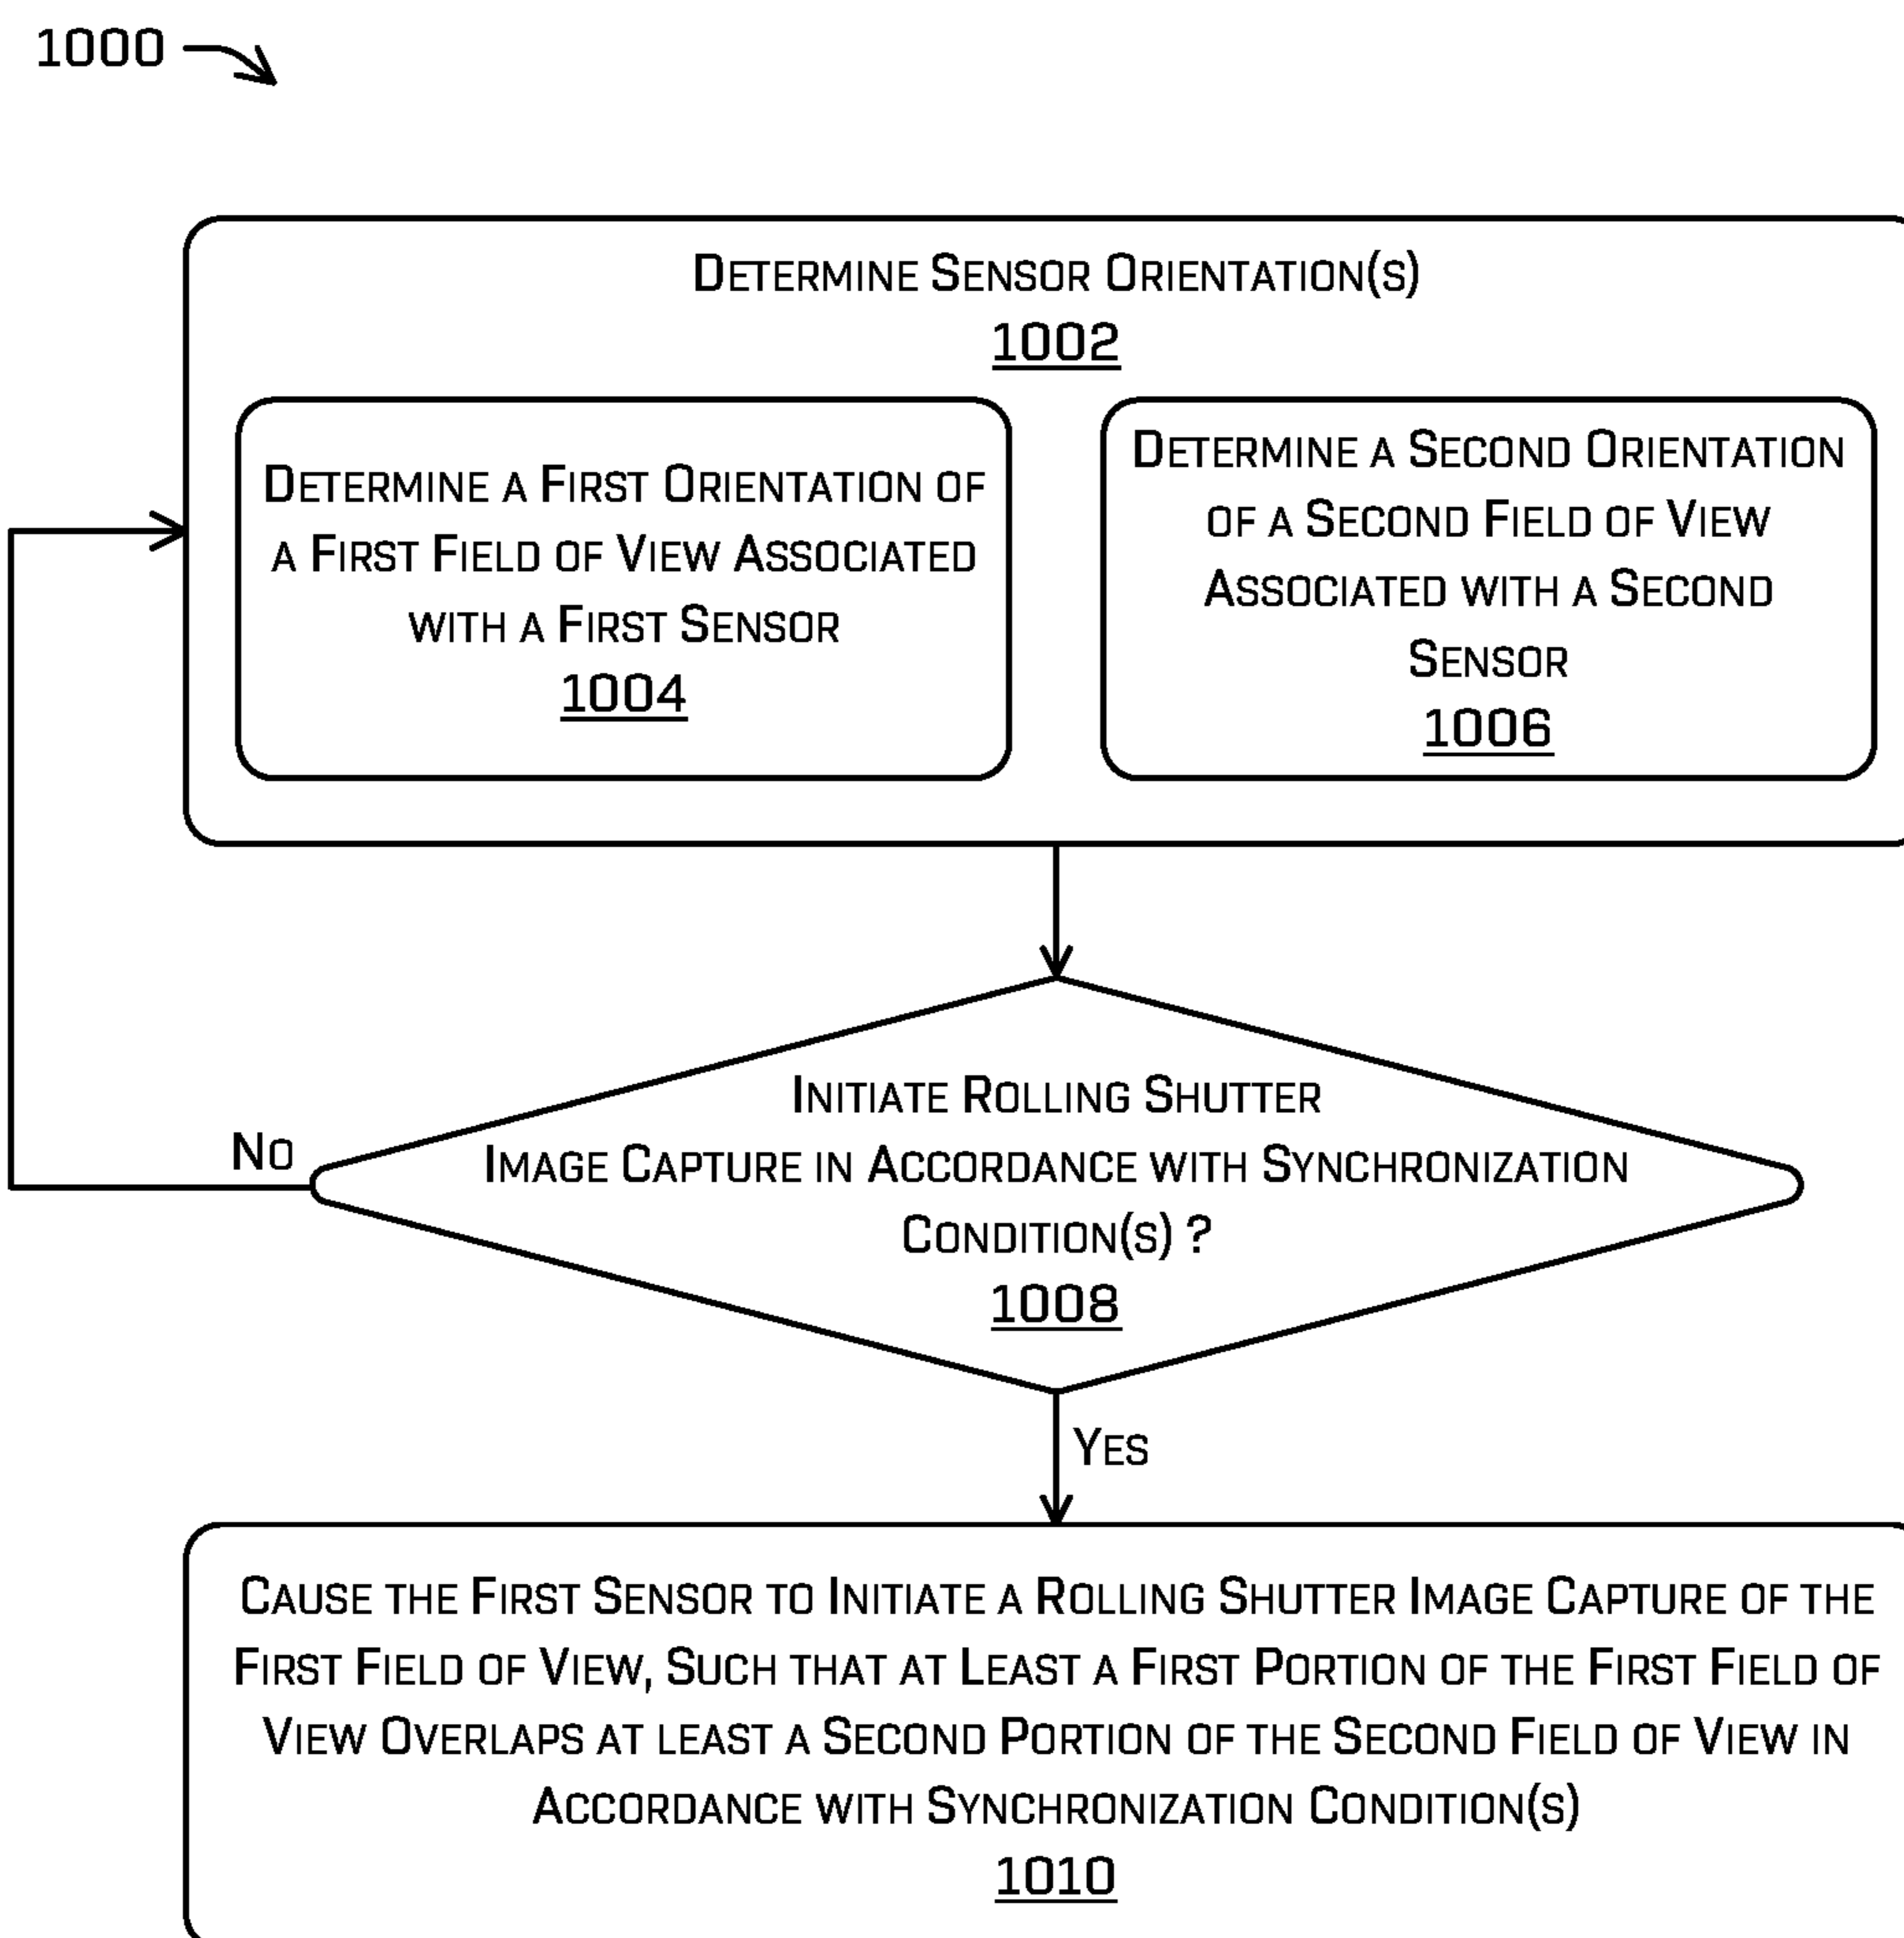 1000
Determine Sensor Orientation(s)
1002
Determine a First Orientation of
a First Field of View Associated
with a First Sensor
1004
Determine a Second Orientation
of a Second Field of View
Associated with a Second
Sensor
1006
Initiate Rolling Shutter
Image Capture in Accordance with Synchronization
Condition(s) ?
1008
No
Yes
Cause the First Sensor to Initiate a Rolling Shutter Image Capture of the
First Field of View, Such that at Least a First Portion of the First Field of
View Overlaps at least a Second Portion of the Second Field of View in
Accordance with Synchronization Condition(s)
1010